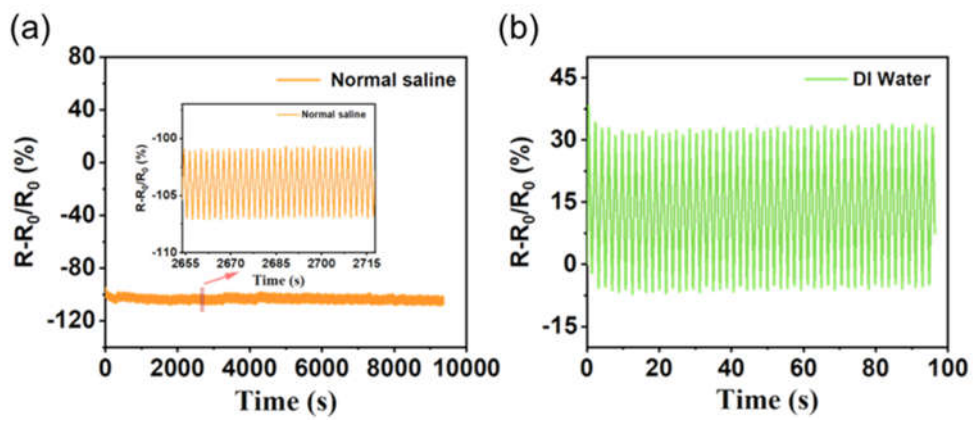 (a)
80
40
0
-40
-80
-120
R-R₀/R₀ (%)
Normal saline
Normal saline
-100
-105
-110
R-R₀/R₀ (%)
2655 2670 2685 2700 2715
Time (s)
0 2000 4000 6000 8000 10000
Time (s)
(b)
45
30
15
0
-15
R-R₀/R₀ (%)
DI Water
0 20 40 60 80 100
Time (s)